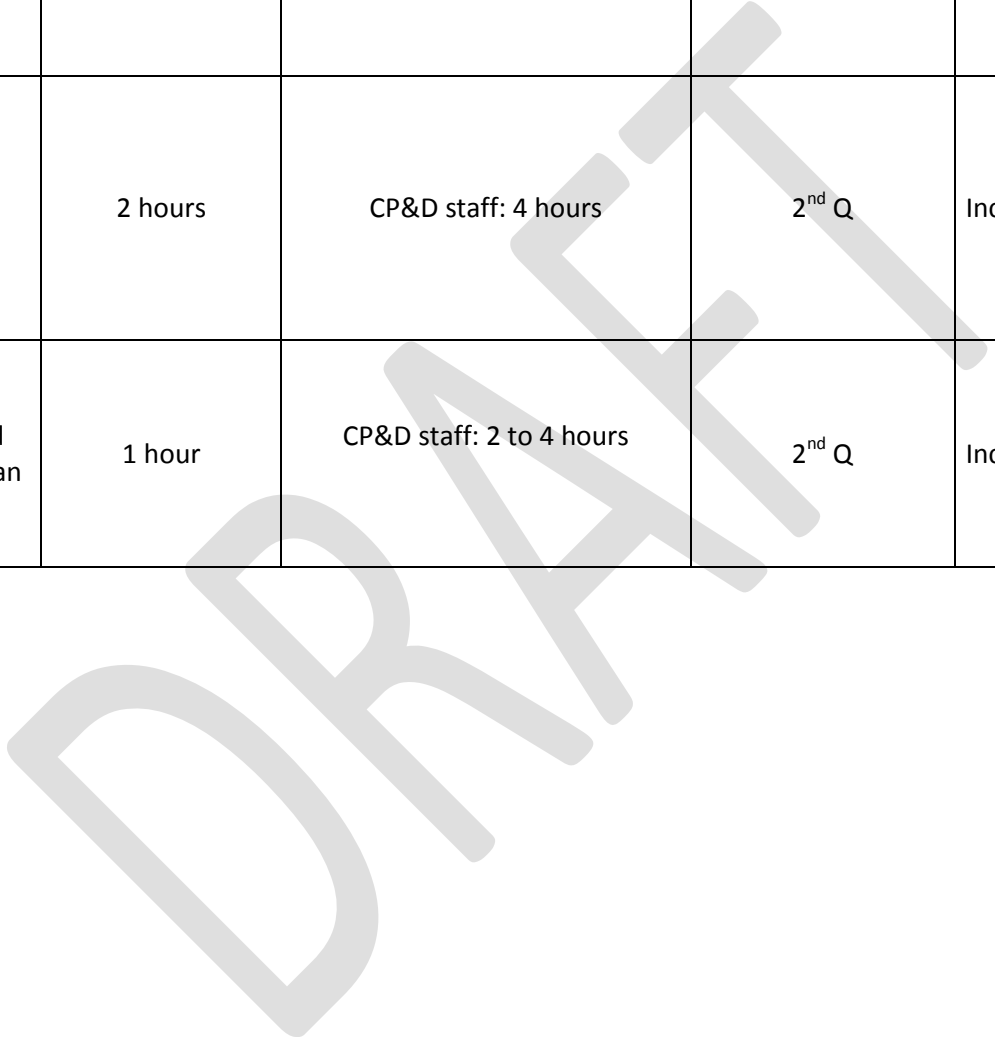 2 hours
CP&D staff: 4 hours
2nd Q
1 hour
CP&D staff: 2 to 4 hours
2nd Q
DRAFT